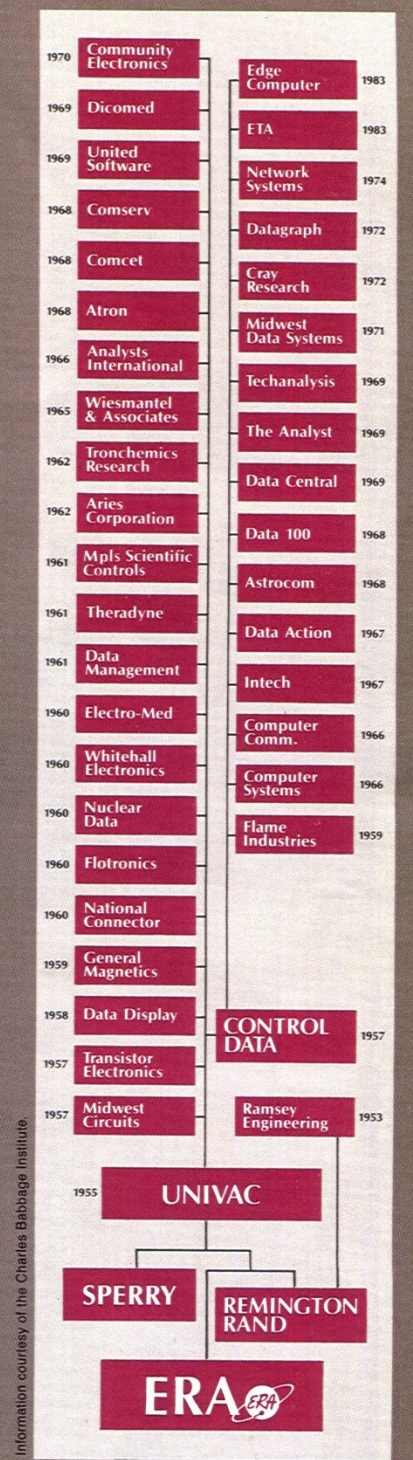 1970
Community
Electronics
1969
Dicomed
1969
United
Software
1968
Comserv
1968
Comcet
1968
Atron
1966
Analysts
International
1965
Wiesmantel
& Associates
1962
Tronchemics
Research
1962
Aries
Corporation
1961
Mpls Scientific
Controls
1961
Theradyne
1961
Data
Management
1960
Electro-Med
1960
Whitehall
Electronics
1960
Nuclear
Data
1960
Flotronics
1960
National
Connector
1959
General
Magnetics
1958
Data Display
1957
Transistor
Electronics
1957
Midwest
Circuits
Edge
Computer
1983
ETA
1983
Network
Systems
1974
Datagraph
1972
Cray
Research
1972
Midwest
Data Systems
1971
Techanalysis
1969
The Analyst
1969
Data Central
1969
Data 100
1968
Astrocom
1968
Data Action
1967
Intech
1967
Computer
Comm.
1966
Computer
Systems
1966
Flame
Industries
1959
CONTROL
DATA
1957
Ramsey
Engineering
1953
1955
UNIVAC
SPERRY
REMINGTON
RAND
ERA
ERA
Information courtesy of the Charles Babbage Institute.